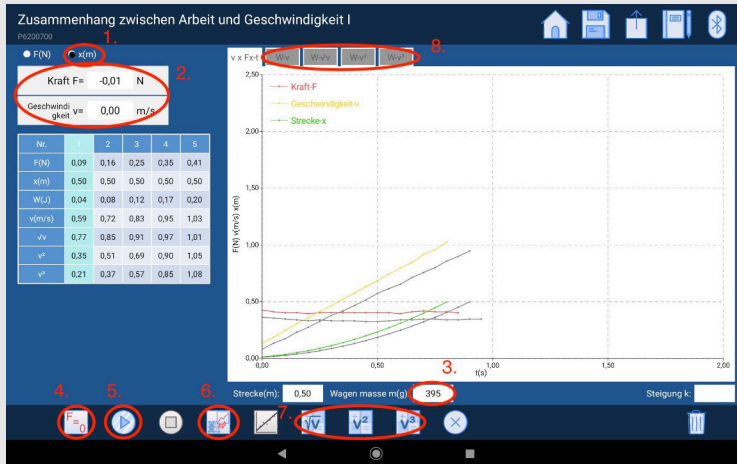 Zusammenhang zwischen Arbeit und Geschwindigkeit I
P6200700
1.
F(N) x(m)
2.
Kraft F= -0,01 N
Geschwindi
gkeit v= 0,00 m/s
8.
v x F x-t W-v W-√v W-v² W-v³
Nr. 1 2 3 4 5
F(N) 0,09 0,16 0,25 0,35 0,41
x(m) 0,50 0,50 0,50 0,50 0,50
W(J) 0,04 0,08 0,12 0,17 0,20
v(m/s) 0,59 0,72 0,83 0,95 1,03
√v 0,77 0,85 0,91 0,97 1,01
v² 0,35 0,51 0,69 0,90 1,05
v³ 0,21 0,37 0,57 0,85 1,08
2,50
Kraft-F
Geschwindigkeit-v
Strecke-x
2,00
1,50
F(N) v(m/s) x(m)
1,00
0,50
0,00
0,00 0,50 1,00 1,50 2,00
t(s)
3.
Strecke(m): 0,50 Wagen masse m(g) 395 Steigung k:
4. 5. 6. 7.
F=0 √v v² v³